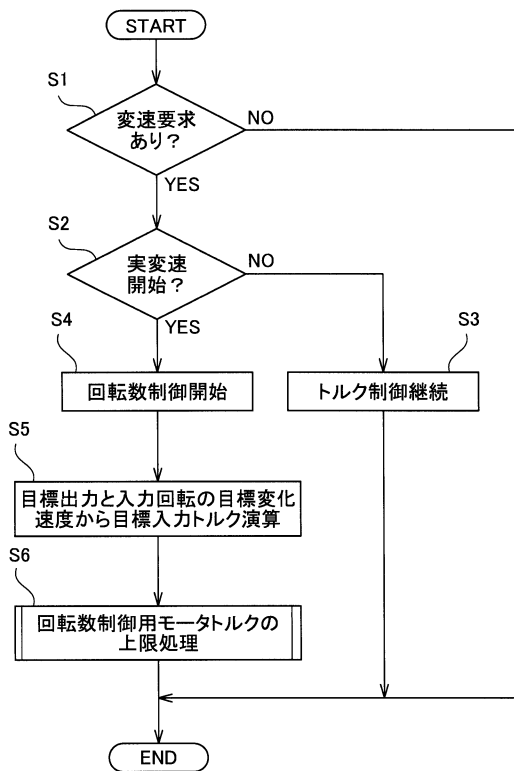 START
S1
変速要求
あり？
NO
YES
S2
実変速
開始？
NO
YES
S4
回転数制御開始
S3
トルク制御継続
S5
目標出力と入力回転の目標変化
速度から目標入力トルク演算
S6
回転数制御用モータトルクの
上限処理
END